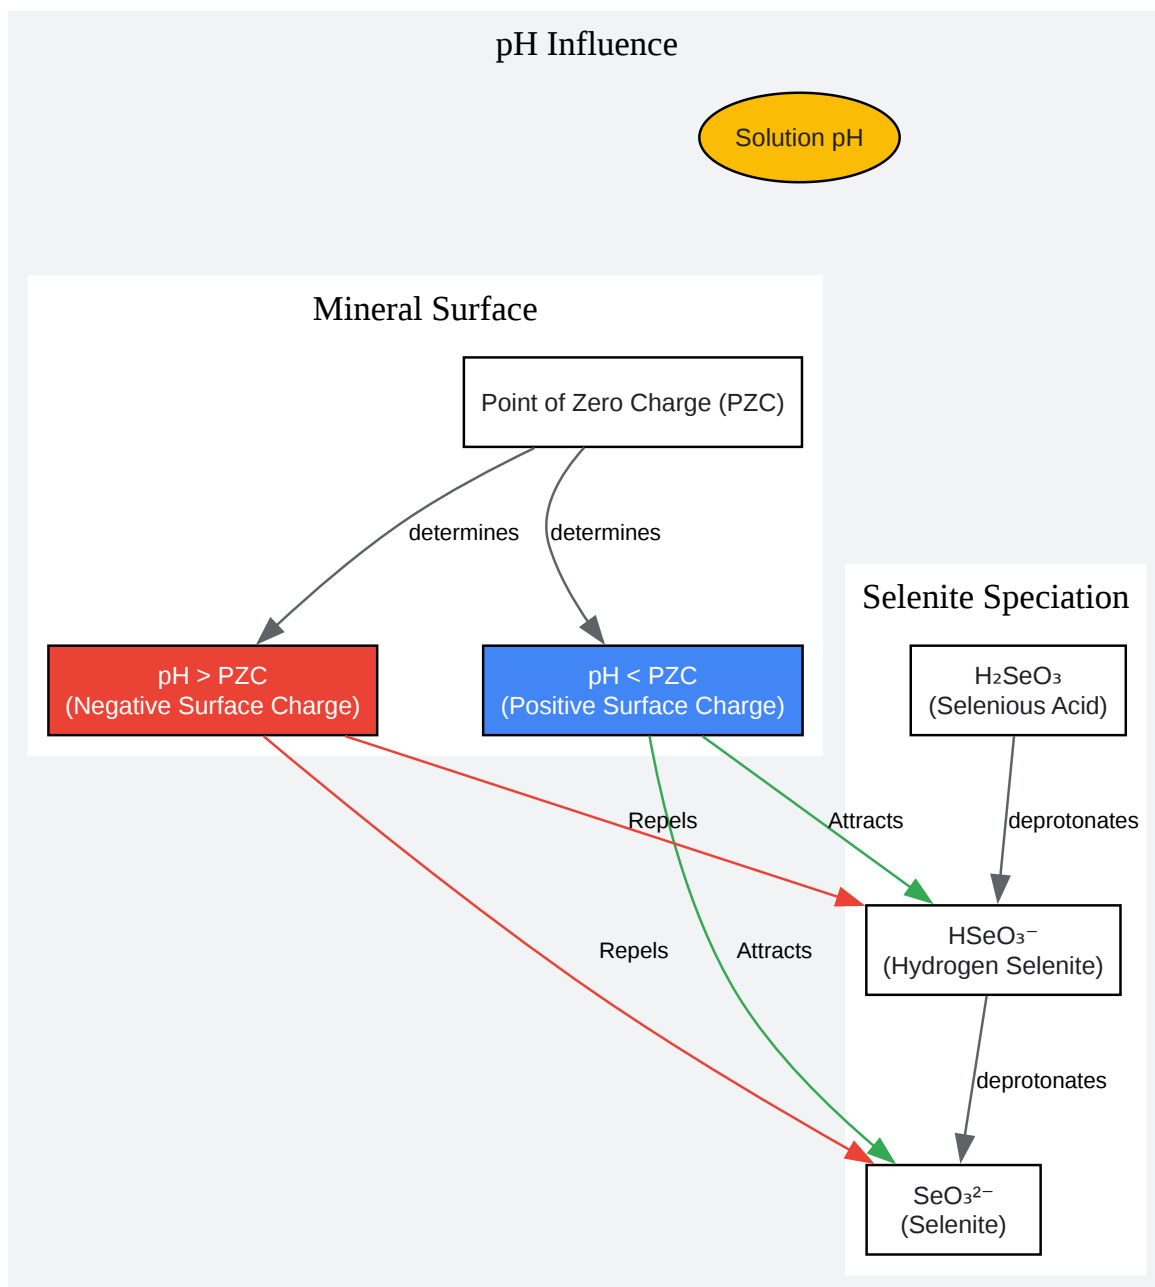 pH Influence
Solution pH
Mineral Surface
Point of Zero Charge (PZC)
determines
determines
Selenite Speciation
pH > PZC
(Negative Surface Charge)
pH < PZC
(Positive Surface Charge)
H₂SeO₃
(Selenious Acid)
Repels
Attracts
deprotonates
HSeO₃⁻
(Hydrogen Selenite)
Repels
Attracts
deprotonates
SeO₃²⁻
(Selenite)